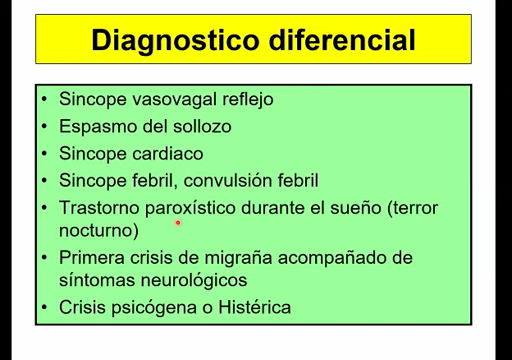 Diagnostico diferencial
• Sincope vasovagal reflejo
• Espasmo del sollozo
• Sincope cardiaco
• Sincope febril, convulsión febril
• Trastorno paroxístico durante el sueño (terror
nocturno)
• Primera crisis de migraña acompañado de
síntomas neurológicos
• Crisis psicógena o Histérica